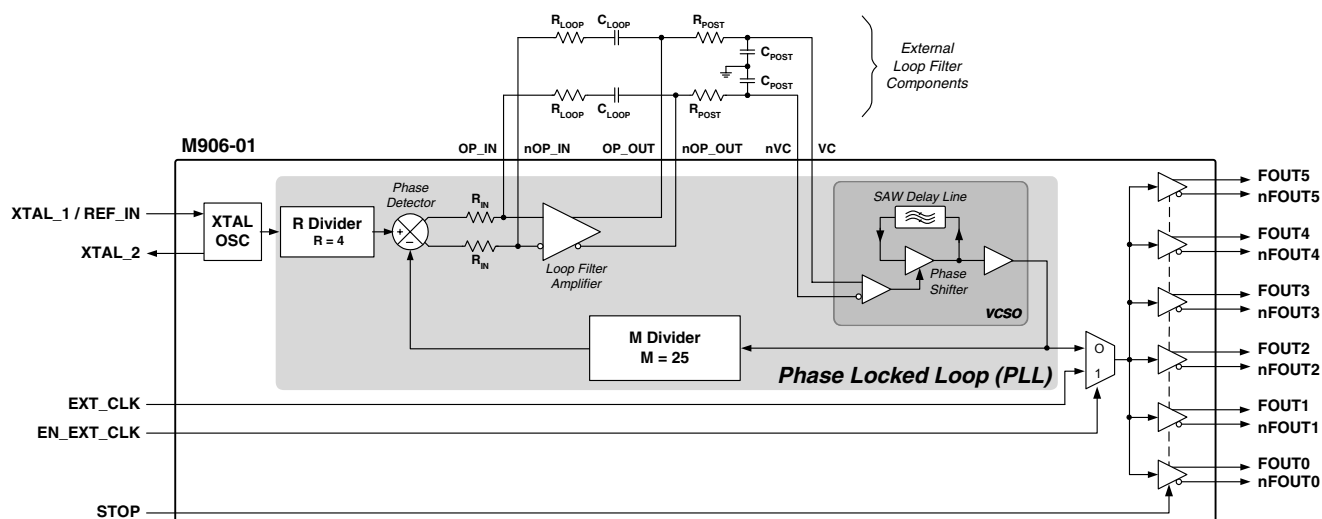 R_LOOP C_LOOP R_POST
C_POST
C_POST
R_LOOP C_LOOP R_POST
External
Loop Filter
Components
M906-01
OP_IN nOP_IN OP_OUT nOP_OUT nVC VC
XTAL_1 / REF_IN
XTAL_2
XTAL
OSC
R Divider
R = 4
Phase
Detector
+
−
R_IN
R_IN
Loop Filter
Amplifier
SAW Delay Line
Phase
Shifter
VCSO
M Divider
M = 25
Phase Locked Loop (PLL)
0
1
EXT_CLK
EN_EXT_CLK
STOP
FOUT5
nFOUT5
FOUT4
nFOUT4
FOUT3
nFOUT3
FOUT2
nFOUT2
FOUT1
nFOUT1
FOUT0
nFOUT0